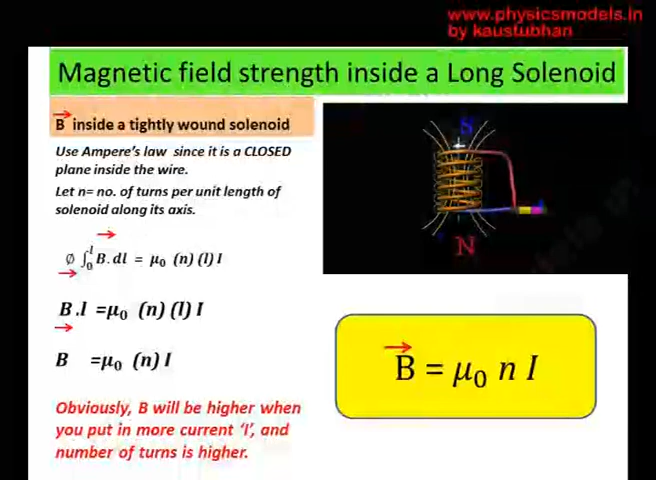 www.physicsmodels.in
by kaustubhan
Magnetic field strength inside a Long Solenoid
B inside a tightly wound solenoid
Use Ampere's law since it is a CLOSED
plane inside the wire.
Let n= no. of turns per unit length of
solenoid along its axis.
∅ ∫₀ˡ B. dl = μ₀ (n) (l) I
B .l =μ₀ (n) (l) I
B =μ₀ (n) I
Obviously, B will be higher when
you put in more current 'I', and
number of turns is higher.
S
N
B = μ₀ n I